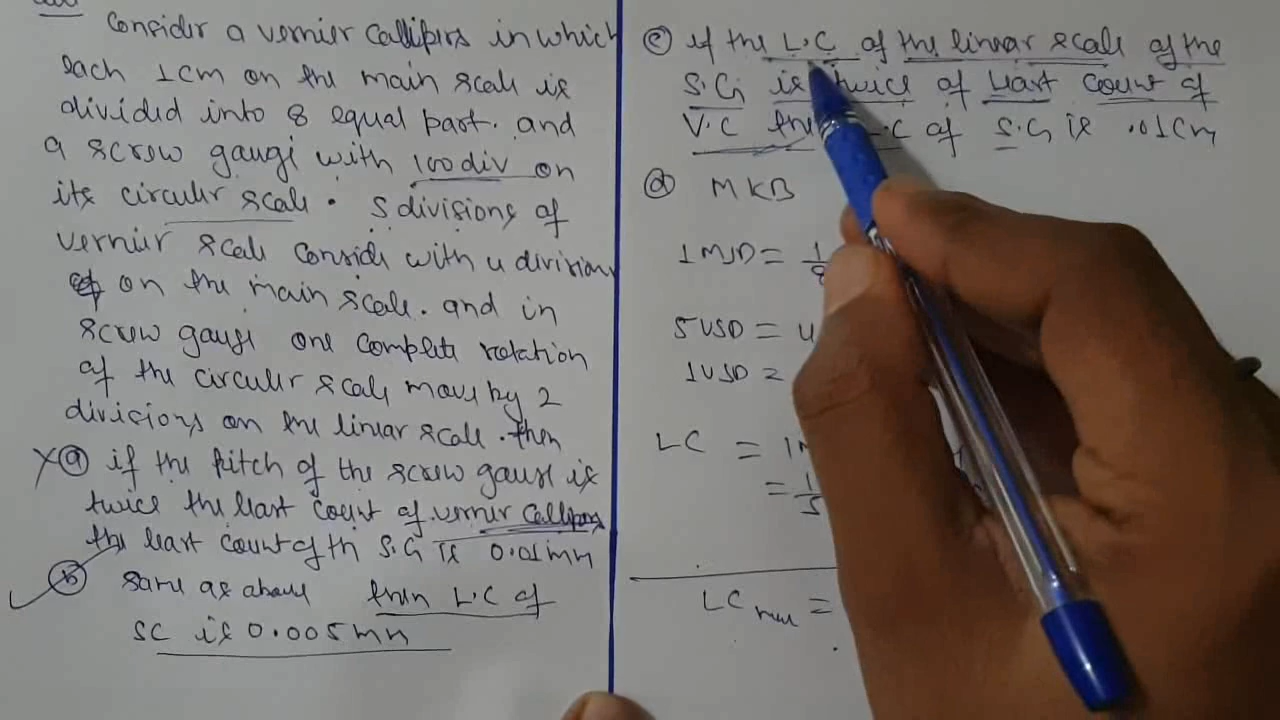 Consider a vernier Callipers in which
each 1cm on the main scale is
divided into 8 equal part. and
a screw gauge with 100 div on
its circular scale. 5 divisions of
vernier scale Conside with 4 divisions
on the main scale. and in
screw gauge one complete rotation
of the circular scale move by 2
divisions on the linear scale. then
X (a) if the pitch of the screw gauge is
twice the least count of vernier Callipers
the least count of th S.G is 0.01mm
✓ (b) same as above then L.C of
SC is 0.005mm
(c) if the L.C of the linear scale of the
S.G is twice of least count of
V.C the L.C of S.G is .01cm
(d) MKB
1MSD = 1/8
5VSD = 4
1VSD =
LC = 1M
= 1/5
LC =